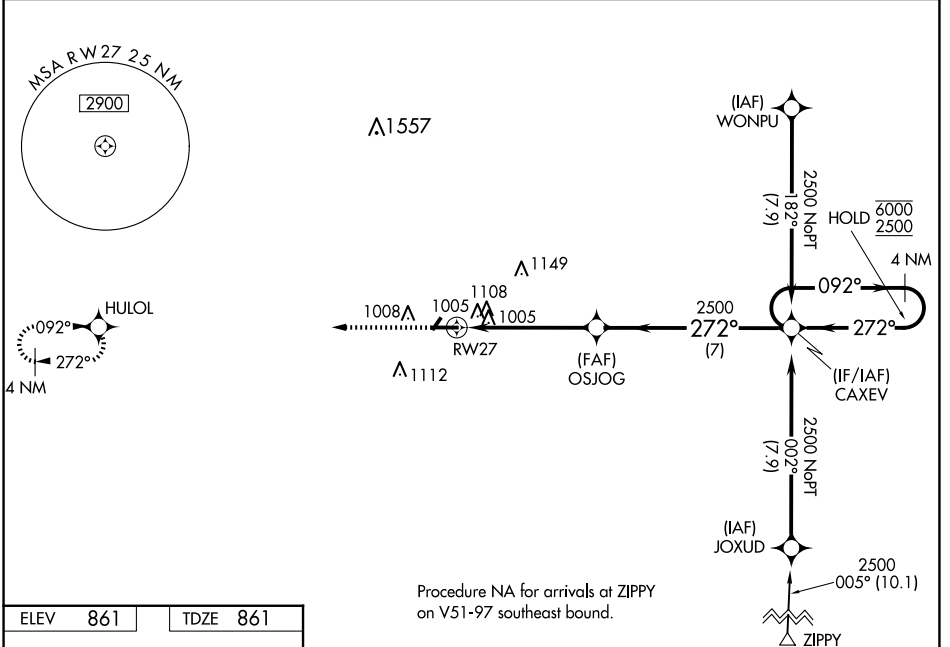 MSA RW27 25 NM
2900
1557
(IAF)
WONPU
2500 NoPT
182°
(7.9)
HOLD 6000
2500
4 NM
092°
272°
1149
1108
1005
1008
1005
RW27
1112
HULOL
092°
272°
4 NM
(FAF)
OSJOG
2500
272°
(7)
(IF/IAF)
CAXEV
2500 NoPT
002°
(7.9)
(IAF)
JOXUD
2500
005° (10.1)
ZIPPY
Procedure NA for arrivals at ZIPPY
on V51-97 southeast bound.
ELEV 861
TDZE 861